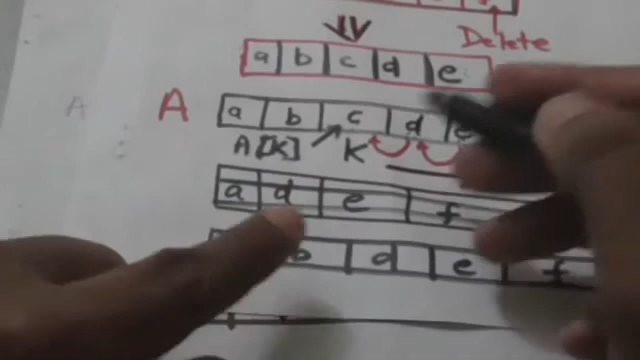 Delete
a b c d e
A a b c d e
A[K] K
a d e f
b d e f